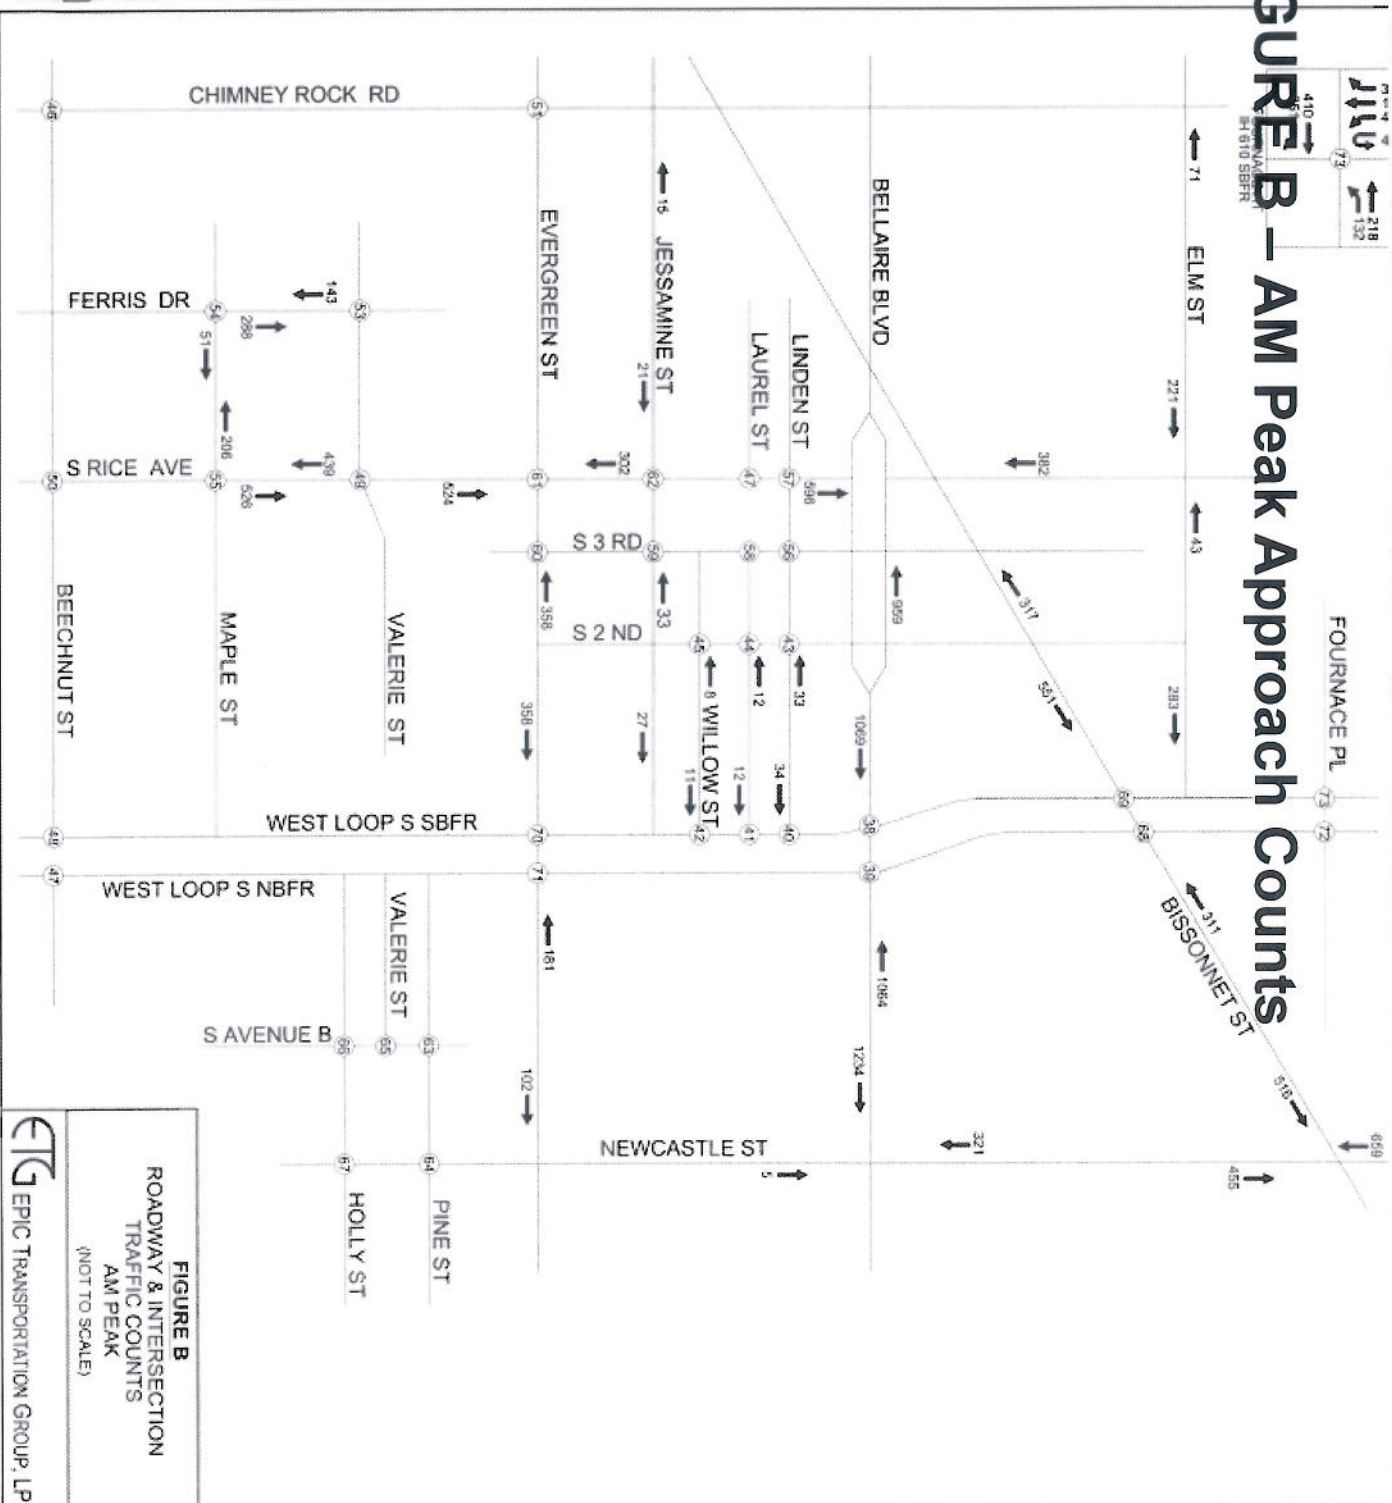 GURE B – AM Peak Approach Counts
410
73
218
132
IH 610 SBFR
FOURNACE PL
73
72
659
71
ELM ST
221
43
283
382
317
551
69
68
311
BISSONNET ST
516
455
321
BELLAIRE BLVD
959
1069
38
39
1064
1234
LINDEN ST
57
596
56
43
33
34
40
LAUREL ST
47
58
44
12
12
41
45
8
WILLOW ST
11
42
15
JESSAMINE ST
21
62
302
59
33
27
S 3 RD
S 2 ND
NEWCASTLE ST
5
CHIMNEY ROCK RD
51
EVERGREEN ST
61
60
358
358
70
71
181
102
524
53
143
49
439
VALERIE ST
VALERIE ST
FERRIS DR
54
288
51
206
S RICE AVE
55
526
MAPLE ST
WEST LOOP S SBFR
WEST LOOP S NBFR
S AVENUE B
66
65
63
67
64
PINE ST
HOLLY ST
50
BEECHNUT ST
48
47
FIGURE B
ROADWAY & INTERSECTION
TRAFFIC COUNTS
AM PEAK
(NOT TO SCALE)
ETG EPIC TRANSPORTATION GROUP, LP